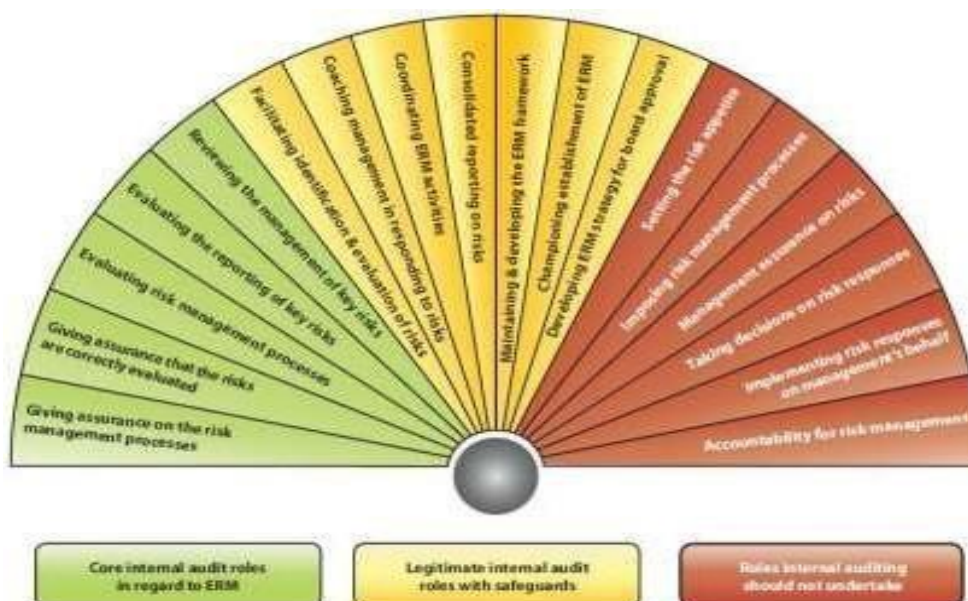 Giving assurance on the risk
management processes
Giving assurance that the risks
are correctly evaluated
Evaluating risk management processes
Evaluating the reporting of key risks
Reviewing the management of key risks
Facilitating identification & evaluation of risks
Coaching management in responding to risks
Coordinating ERM activities
Consolidated reporting on risks
Maintaining & developing the ERM framework
Championing establishment of ERM
Developing ERM strategy for board approval
Setting the risk appetite
Imposing risk management processes
Management assurance on risks
Taking decisions on risk responses
Implementing risk responses
on management's behalf
Accountability for risk management
Core internal audit roles
in regard to ERM
Legitimate internal audit
roles with safeguards
Roles internal auditing
should not undertake